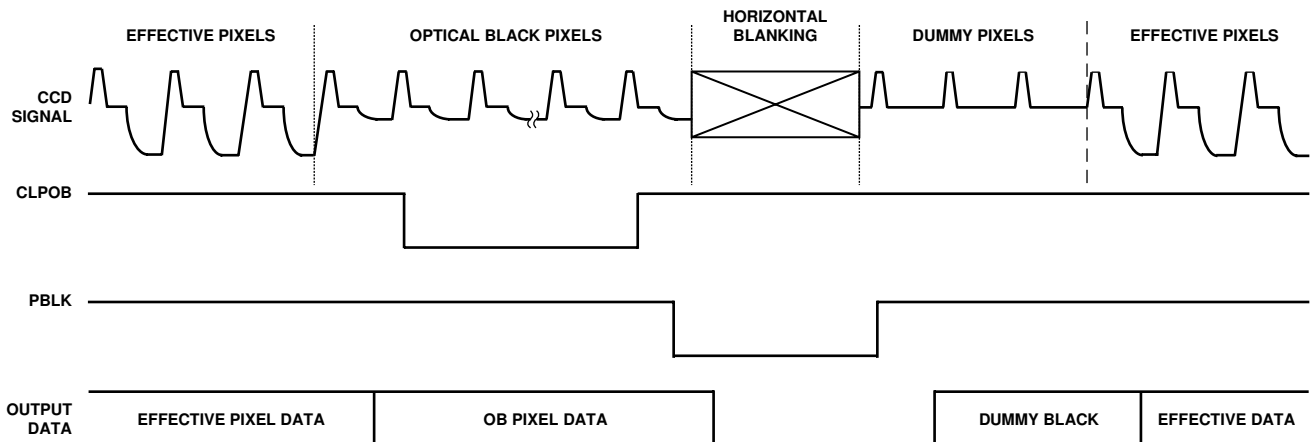 EFFECTIVE PIXELS
OPTICAL BLACK PIXELS
HORIZONTAL
BLANKING
DUMMY PIXELS
EFFECTIVE PIXELS
CCD
SIGNAL
CLPOB
PBLK
OUTPUT
DATA
EFFECTIVE PIXEL DATA
OB PIXEL DATA
DUMMY BLACK
EFFECTIVE DATA